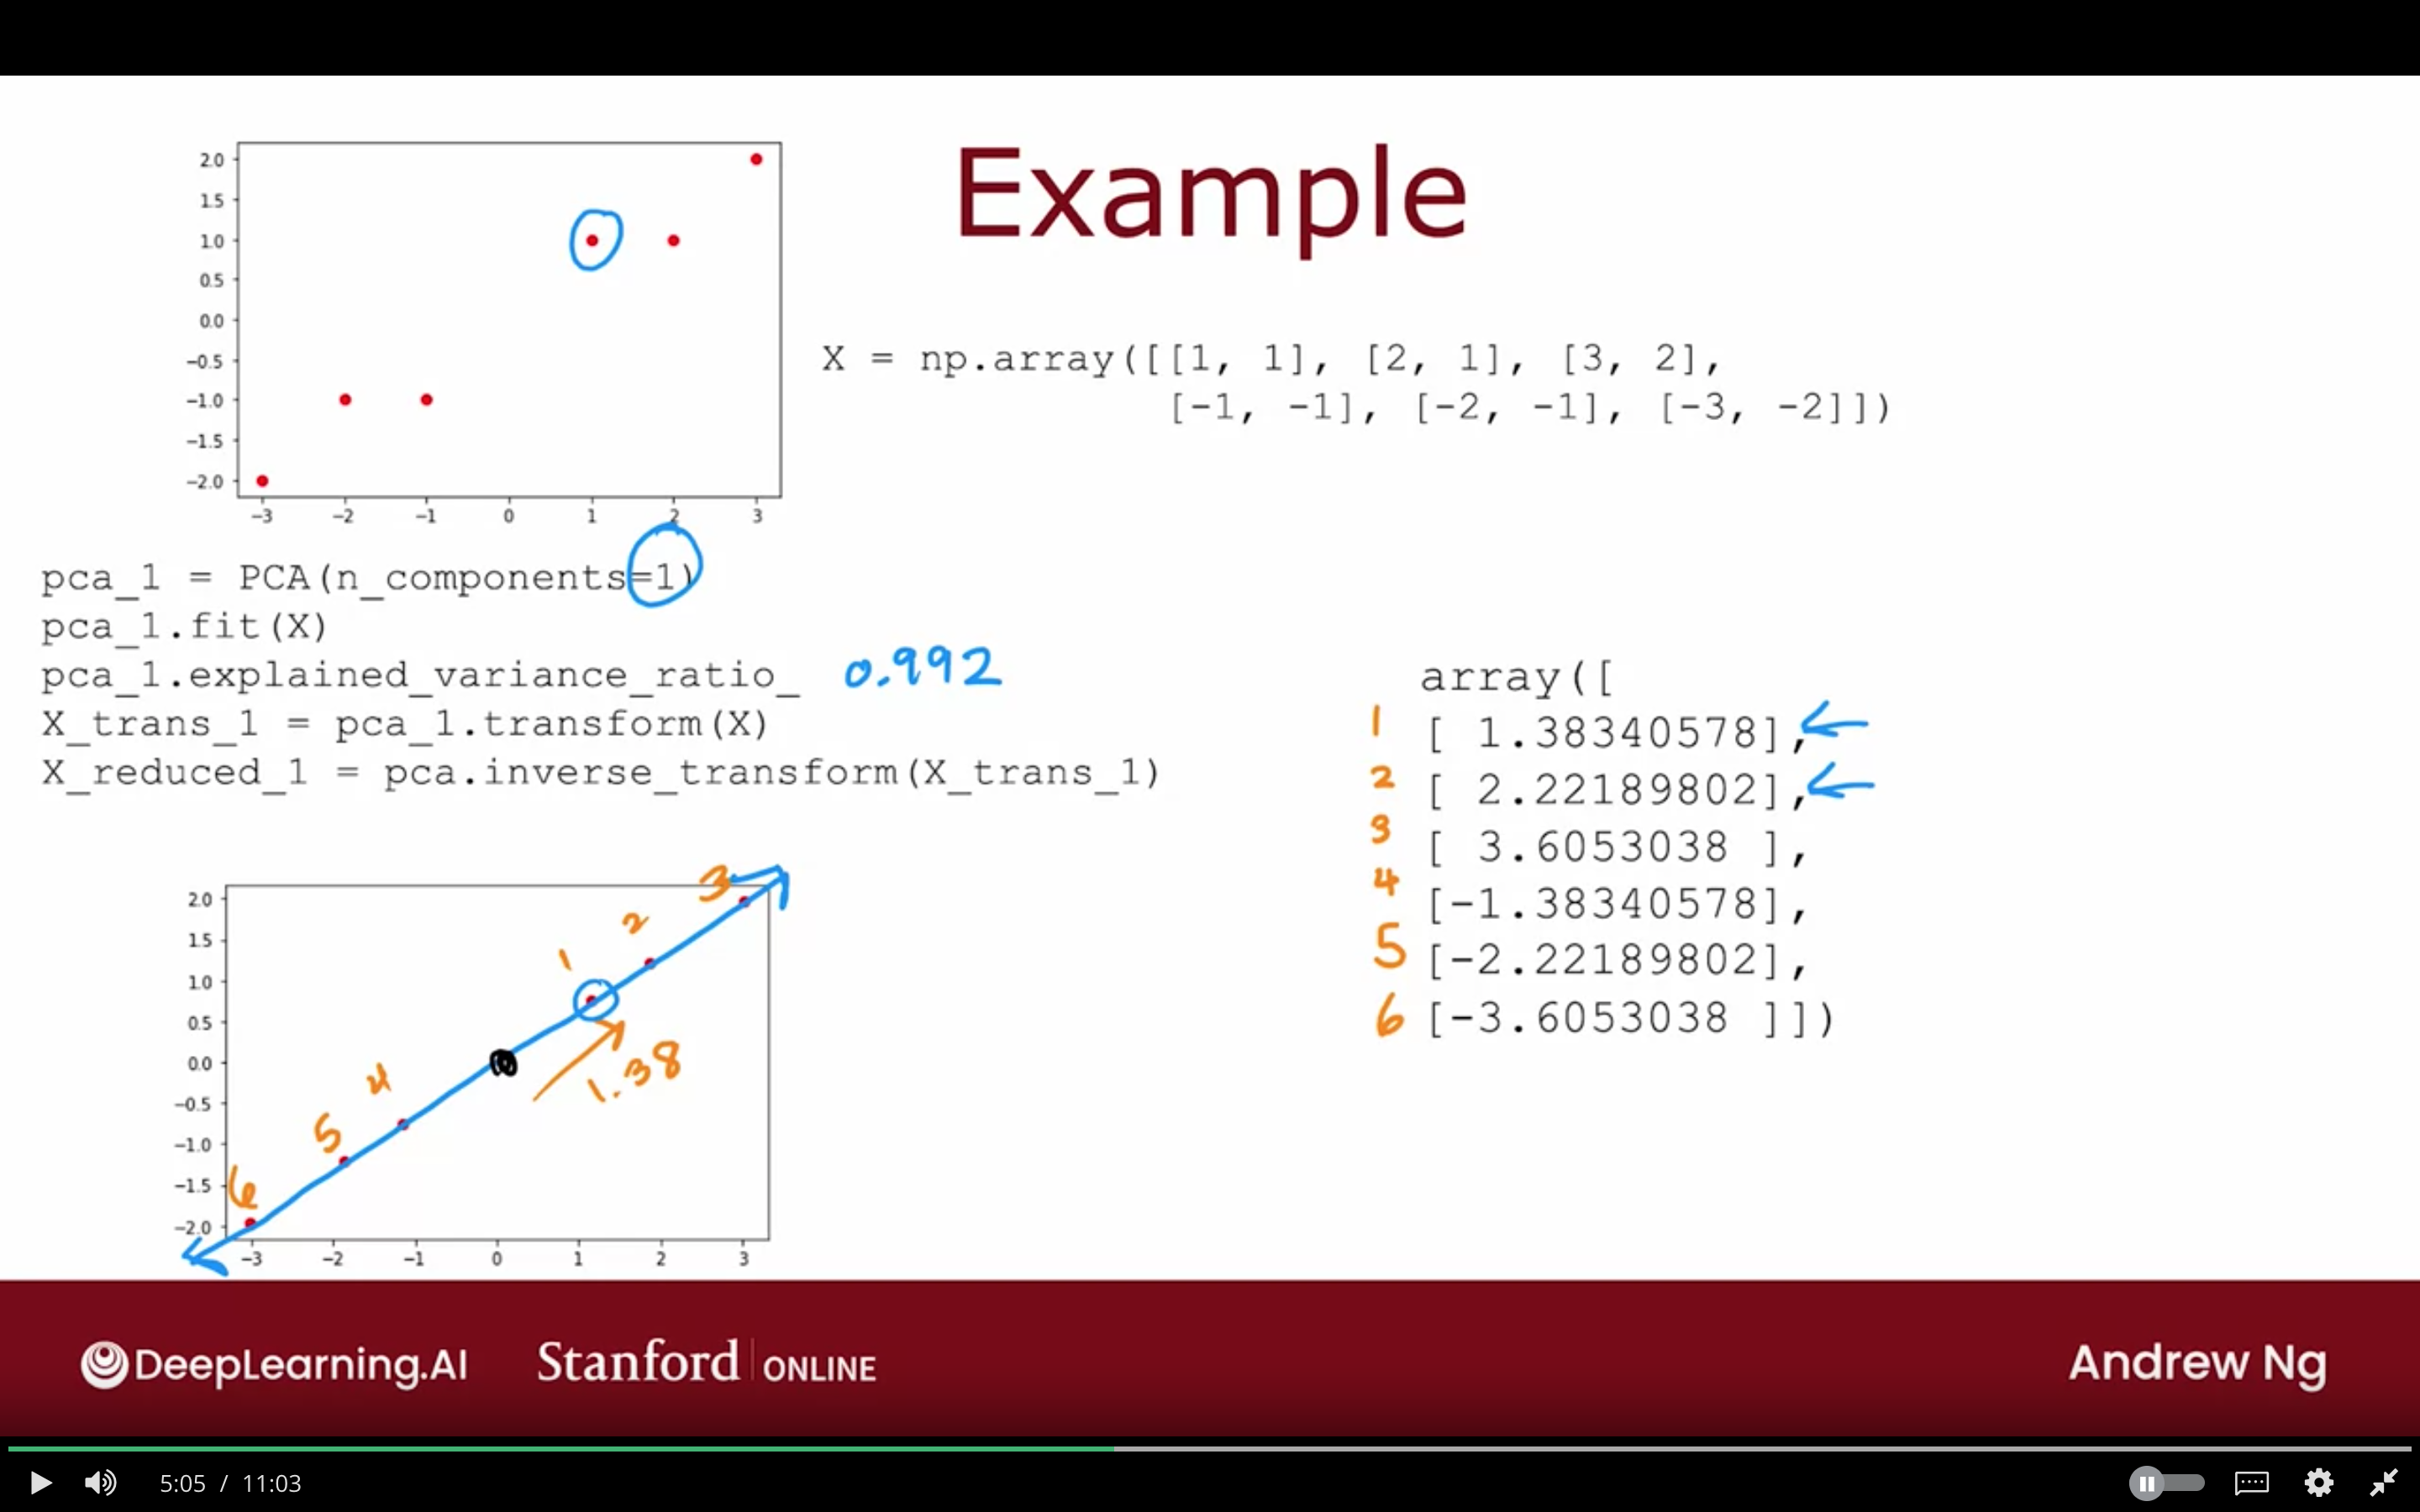 Example
2.0
1.5
1.0
0.5
0.0
−0.5
−1.0
−1.5
−2.0
−3 −2 −1 0 1 2 3
X = np.array([[1, 1], [2, 1], [3, 2],
[-1, -1], [-2, -1], [-3, -2]])
pca_1 = PCA(n_components=1)
pca_1.fit(X)
pca_1.explained_variance_ratio_ 0.992
X_trans_1 = pca_1.transform(X)
X_reduced_1 = pca.inverse_transform(X_trans_1)
array([
1 [ 1.38340578],
2 [ 2.22189802],
3 [ 3.6053038 ],
4 [-1.38340578],
5 [-2.22189802],
6 [-3.6053038 ]])
2.0
1.5
1.0
0.5
0.0
−0.5
−1.0
−1.5
−2.0
−3 −2 −1 0 1 2 3
3
2
1
1.38
4
5
6
DeepLearning.AI Stanford ONLINE Andrew Ng
5:05 / 11:03